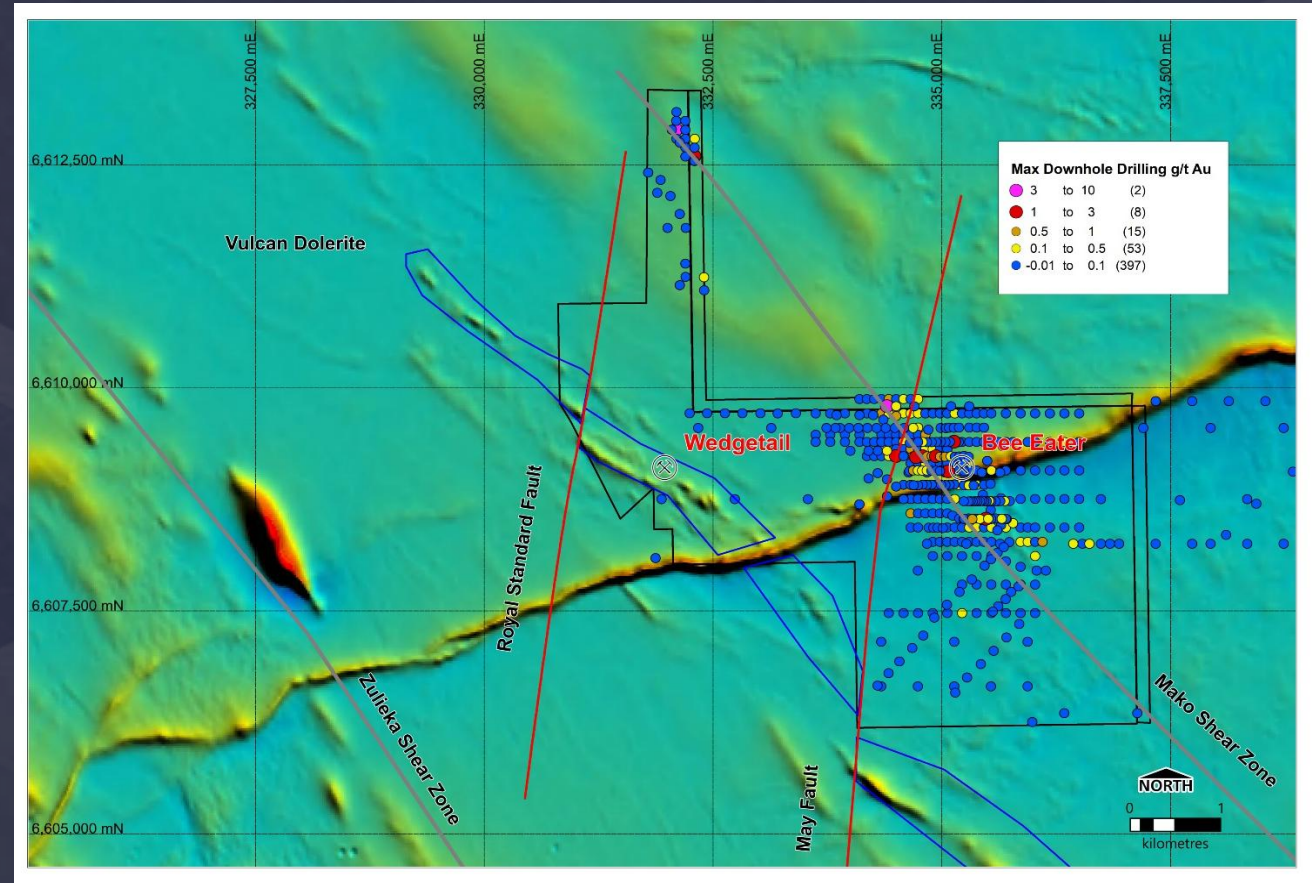 327,500 mE
330,000 mE
332,500 mE
335,000 mE
337,500 mE
6,612,500 mN
Max Downhole Drilling g/t Au
3 to 10 (2)
1 to 3 (8)
0.5 to 1 (15)
0.1 to 0.5 (53)
-0.01 to 0.1 (397)
Vulcan Dolerite
6,610,000 mN
Wedgetail
Bee Eater
Royal Standard Fault
6,607,500 mN
Zulieka Shear Zone
Mako Shear Zone
May Fault
NORTH
0 1
kilometres
6,605,000 mN